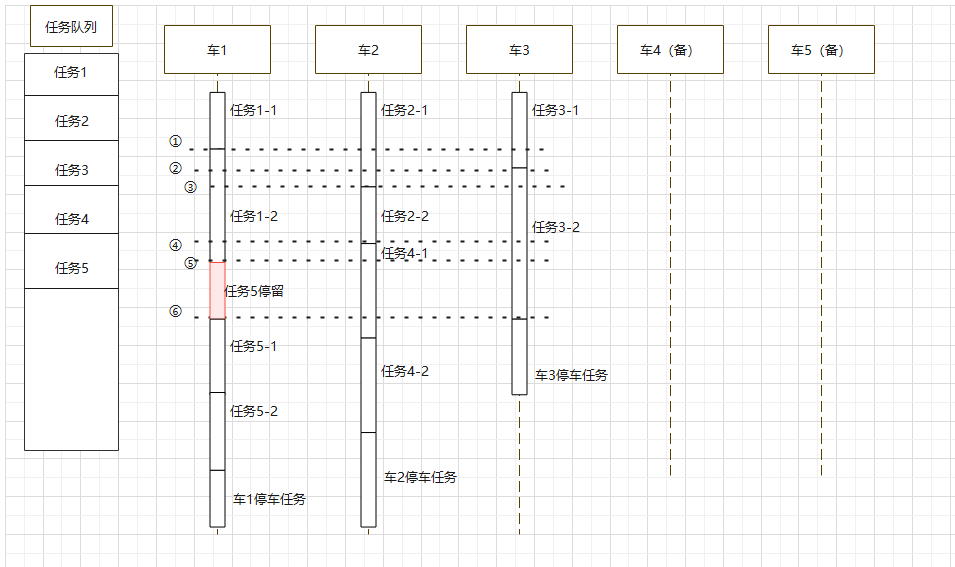 任务队列
任务1
任务2
任务3
任务4
任务5
车1
车2
车3
车4（备）
车5（备）
任务1-1
任务2-1
任务3-1
①
②
③
任务1-2
任务2-2
任务3-2
④
任务4-1
⑤
任务5停留
⑥
任务5-1
任务4-2
车3停车任务
任务5-2
车2停车任务
车1停车任务